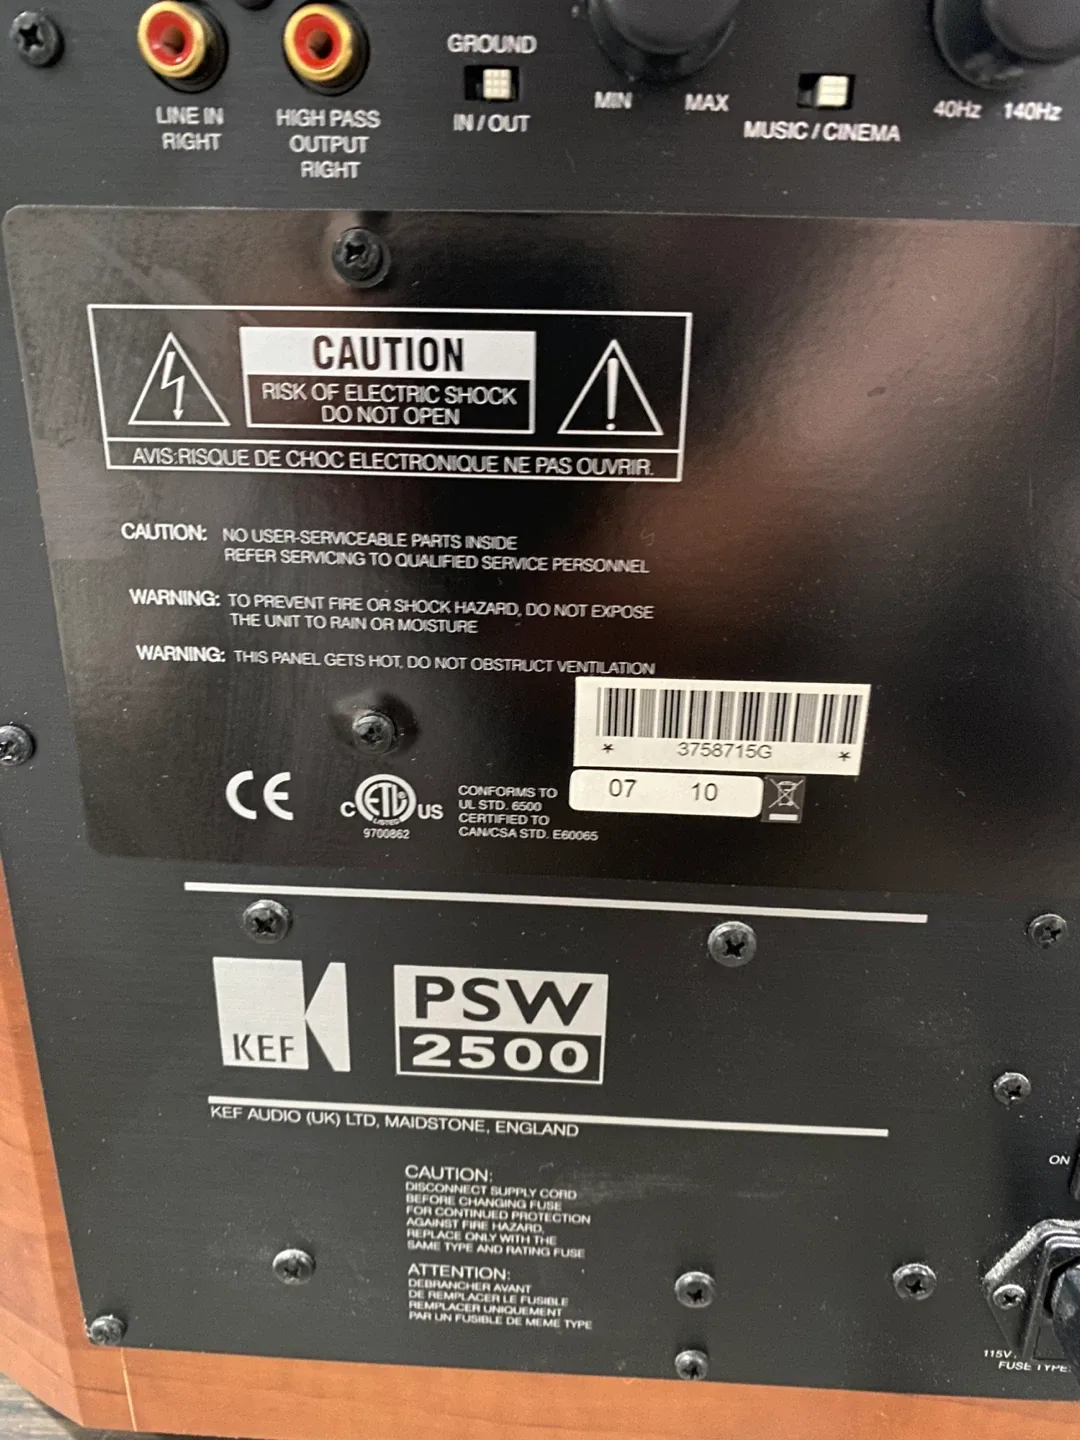 LINE IN
RIGHT
HIGH PASS
OUTPUT
RIGHT
GROUND
IN / OUT
MIN MAX
MUSIC / CINEMA
40Hz 140Hz
CAUTION
RISK OF ELECTRIC SHOCK
DO NOT OPEN
AVIS:RISQUE DE CHOC ELECTRONIQUE NE PAS OUVRIR.
CAUTION: NO USER-SERVICEABLE PARTS INSIDE
REFER SERVICING TO QUALIFIED SERVICE PERSONNEL
WARNING: TO PREVENT FIRE OR SHOCK HAZARD, DO NOT EXPOSE
THE UNIT TO RAIN OR MOISTURE
WARNING: THIS PANEL GETS HOT, DO NOT OBSTRUCT VENTILATION
* 3758715G *
07 10
CE
C ETL US
LISTED
9700862
CONFORMS TO
UL STD. 6500
CERTIFIED TO
CAN/CSA STD. E60065
KEF
PSW
2500
KEF AUDIO (UK) LTD, MAIDSTONE, ENGLAND
CAUTION:
DISCONNECT SUPPLY CORD
BEFORE CHANGING FUSE
FOR CONTINUED PROTECTION
AGAINST FIRE HAZARD,
REPLACE ONLY WITH THE
SAME TYPE AND RATING FUSE
ATTENTION:
DEBRANCHER AVANT
DE REMPLACER LE FUSIBLE
REMPLACER UNIQUEMENT
PAR UN FUSIBLE DE MEME TYPE
ON
115V
FUSE TYPE: